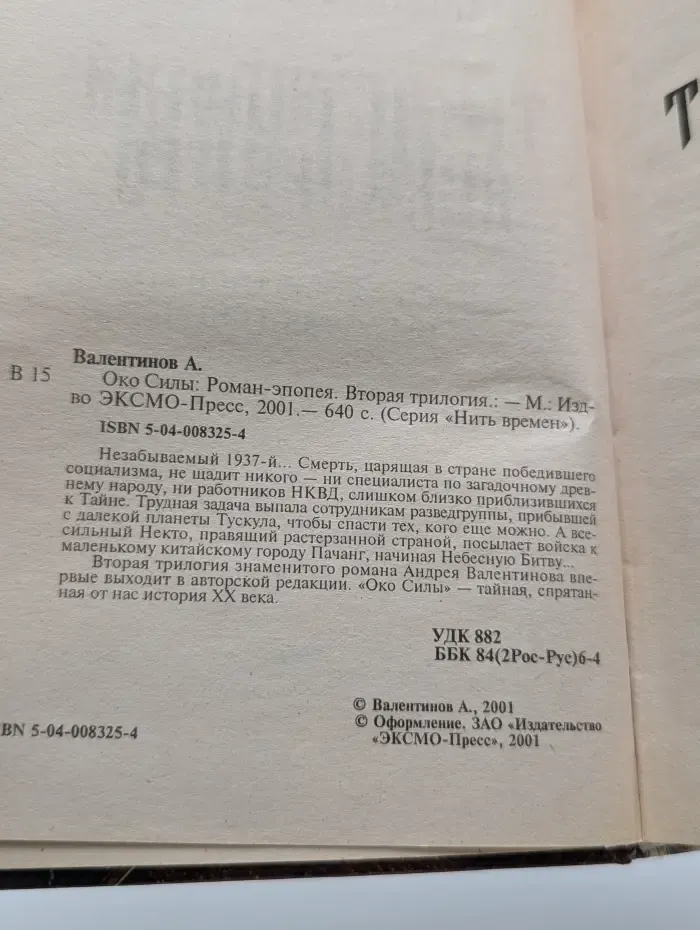 Т
Валентинов А.
В 15
Око Силы: Роман-эпопея. Вторая трилогия.: — М.: Изд-
во ЭКСМО-Пресс, 2001.— 640 с. (Серия «Нить времен»).
ISBN 5-04-008325-4
Незабываемый 1937-й... Смерть, царящая в стране победившего
социализма, не щадит никого — ни специалиста по загадочному древ-
нему народу, ни работников НКВД, слишком близко приблизившихся
к Тайне. Трудная задача выпала сотрудникам разведгруппы, прибывшей
с далекой планеты Тускула, чтобы спасти тех, кого еще можно. А все-
сильный Некто, правящий растерзанной страной, посылает войска к
маленькому китайскому городу Пачанг, начиная Небесную Битву...
Вторая трилогия знаменитого романа Андрея Валентинова впе-
рвые выходит в авторской редакции. «Око Силы» — тайная, спрятан-
ная от нас история XX века.
УДК 882
ББК 84(2Рос-Рус)6-4
© Валентинов А., 2001
© Оформление. ЗАО «Издательство
«ЭКСМО-Пресс», 2001
BN 5-04-008325-4